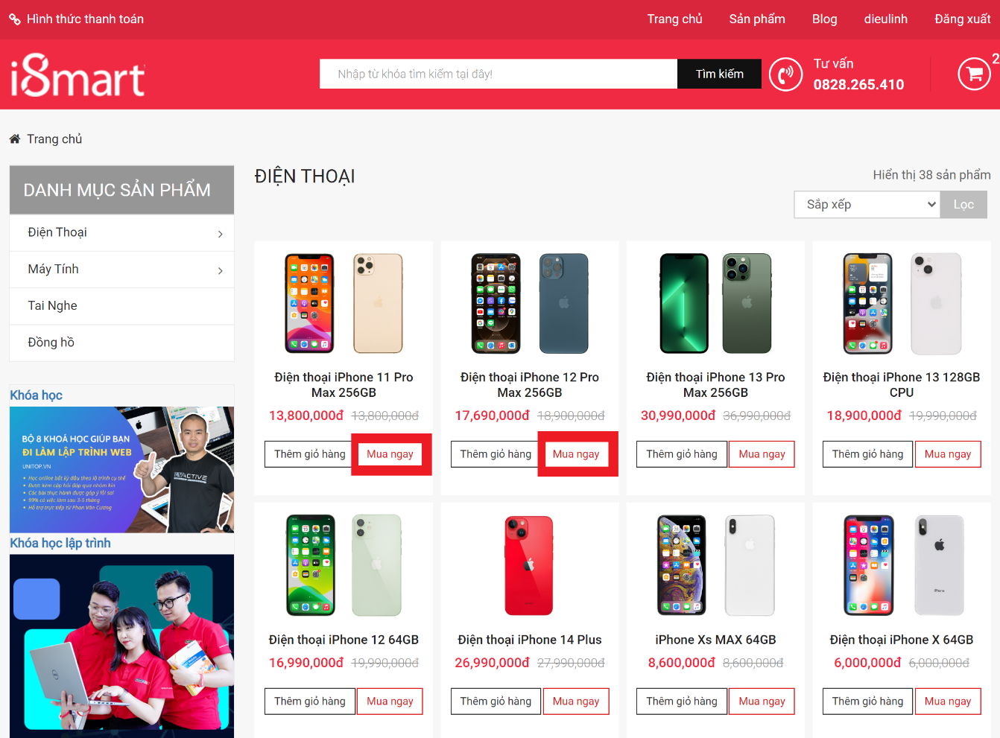 Hình thức thanh toán
Trang chủ Sản phẩm Blog dieulinh Đăng xuất
i8mart
Nhập từ khóa tìm kiếm tại đây!
Tìm kiếm
Tư vấn
0828.265.410
2
Trang chủ
DANH MỤC SẢN PHẨM
Điện Thoại
Máy Tính
Tai Nghe
Đồng hồ
Khóa học
BỘ 8 KHOÁ HỌC GIÚP BẠN
ĐI LÀM LẬP TRÌNH WEB
UNITOP.VN
• Học online bất kỳ đâu theo lộ trình cụ thể
• Được kèm cặp hỏi đáp qua nhóm kín
• Các bài thực hành được góp ý lỗi sai
• 99% có việc làm sau 3-5 tháng
• Hỗ trợ trực tiếp từ Phan Văn Cương
Khóa học lập trình
ĐIỆN THOẠI
Hiển thị 38 sản phẩm
Sắp xếp
Lọc
Điện thoại iPhone 11 Pro
Max 256GB
13,800,000đ 13,800,000đ
Thêm giỏ hàng Mua ngay
Điện thoại iPhone 12 Pro
Max 256GB
17,690,000đ 18,900,000đ
Thêm giỏ hàng Mua ngay
Điện thoại iPhone 13 Pro
Max 256GB
30,990,000đ 36,990,000đ
Thêm giỏ hàng Mua ngay
Điện thoại iPhone 13 128GB
CPU
18,900,000đ 19,990,000đ
Thêm giỏ hàng Mua ngay
Điện thoại iPhone 12 64GB
16,990,000đ 19,990,000đ
Thêm giỏ hàng Mua ngay
Điện thoại iPhone 14 Plus
26,990,000đ 27,990,000đ
Thêm giỏ hàng Mua ngay
iPhone Xs MAX 64GB
8,600,000đ 8,600,000đ
Thêm giỏ hàng Mua ngay
Điện thoại iPhone X 64GB
6,000,000đ 6,000,000đ
Thêm giỏ hàng Mua ngay